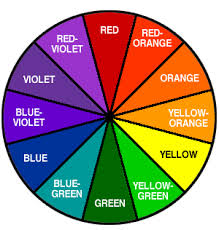 RED
RED-
ORANGE
ORANGE
YELLOW-
ORANGE
YELLOW
YELLOW-
GREEN
GREEN
BLUE-
GREEN
BLUE
BLUE-
VIOLET
VIOLET
RED-
VIOLET